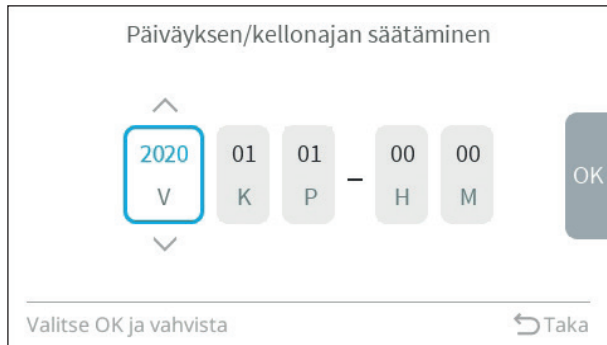 Päiväyksen/kellonajan säätäminen
2020 01 01 – 00 00
V K P H M
OK
Valitse OK ja vahvista
Taka